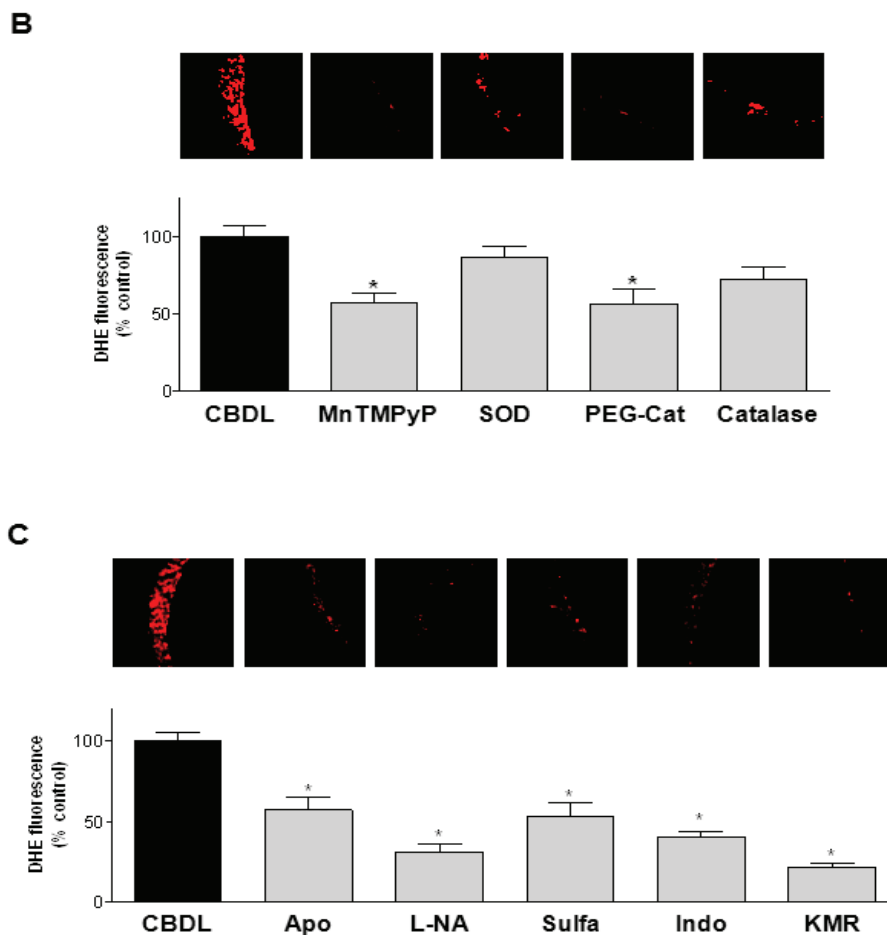 B
DHE fluorescence
(% control)
100
50
0
*
*
CBDL MnTMPyP SOD PEG-Cat Catalase
C
DHE fluorescence
(% control)
100
50
0
*
*
*
*
*
CBDL Apo L-NA Sulfa Indo KMR